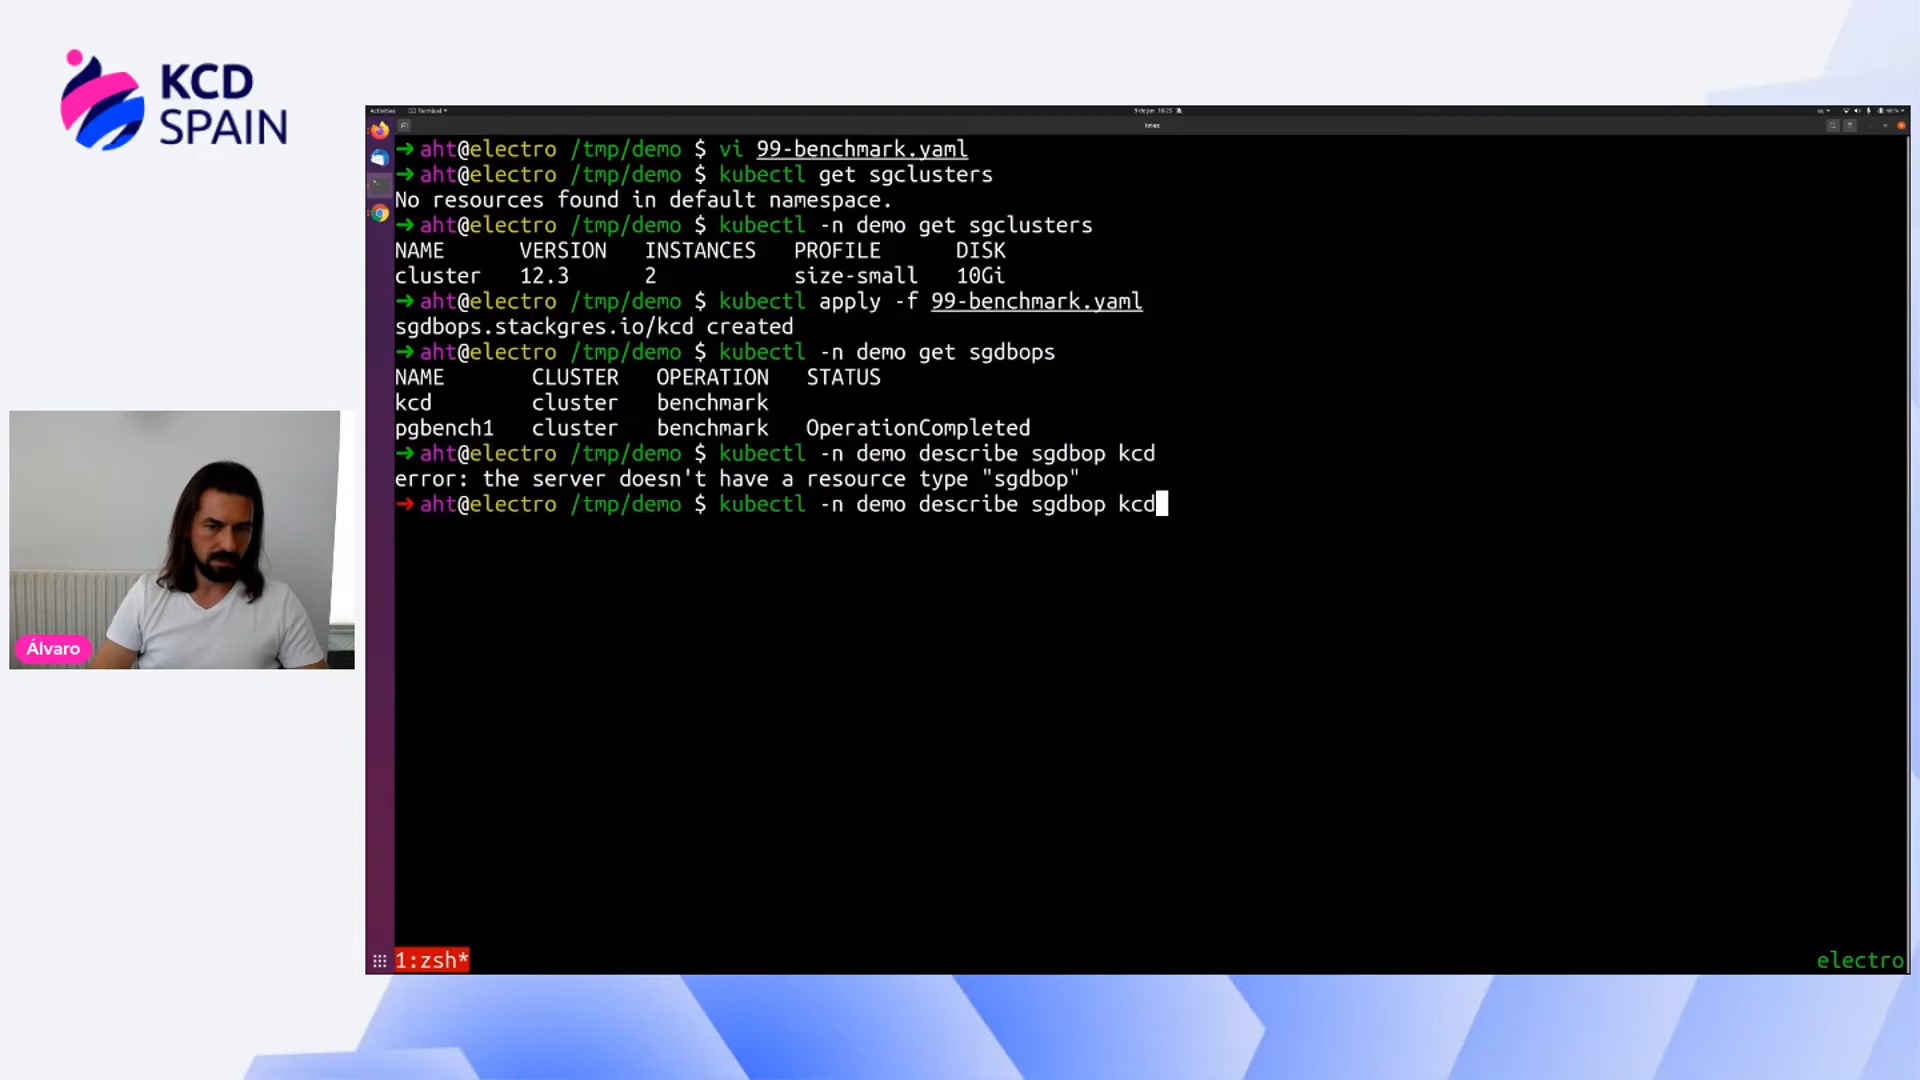 KCD
SPAIN
Activities
Terminal
tmux
➜ aht@electro /tmp/demo $ vi 99-benchmark.yaml
➜ aht@electro /tmp/demo $ kubectl get sgclusters
No resources found in default namespace.
➜ aht@electro /tmp/demo $ kubectl -n demo get sgclusters
NAME      VERSION   INSTANCES   PROFILE      DISK
cluster   12.3      2           size-small   10Gi
➜ aht@electro /tmp/demo $ kubectl apply -f 99-benchmark.yaml
sgdbops.stackgres.io/kcd created
➜ aht@electro /tmp/demo $ kubectl -n demo get sgdbops
NAME       CLUSTER   OPERATION   STATUS
kcd        cluster   benchmark
pgbench1   cluster   benchmark   OperationCompleted
➜ aht@electro /tmp/demo $ kubectl -n demo describe sgdbop kcd
error: the server doesn't have a resource type "sgdbop"
➜ aht@electro /tmp/demo $ kubectl -n demo describe sgdbop kcd
Álvaro
1:zsh*
electro